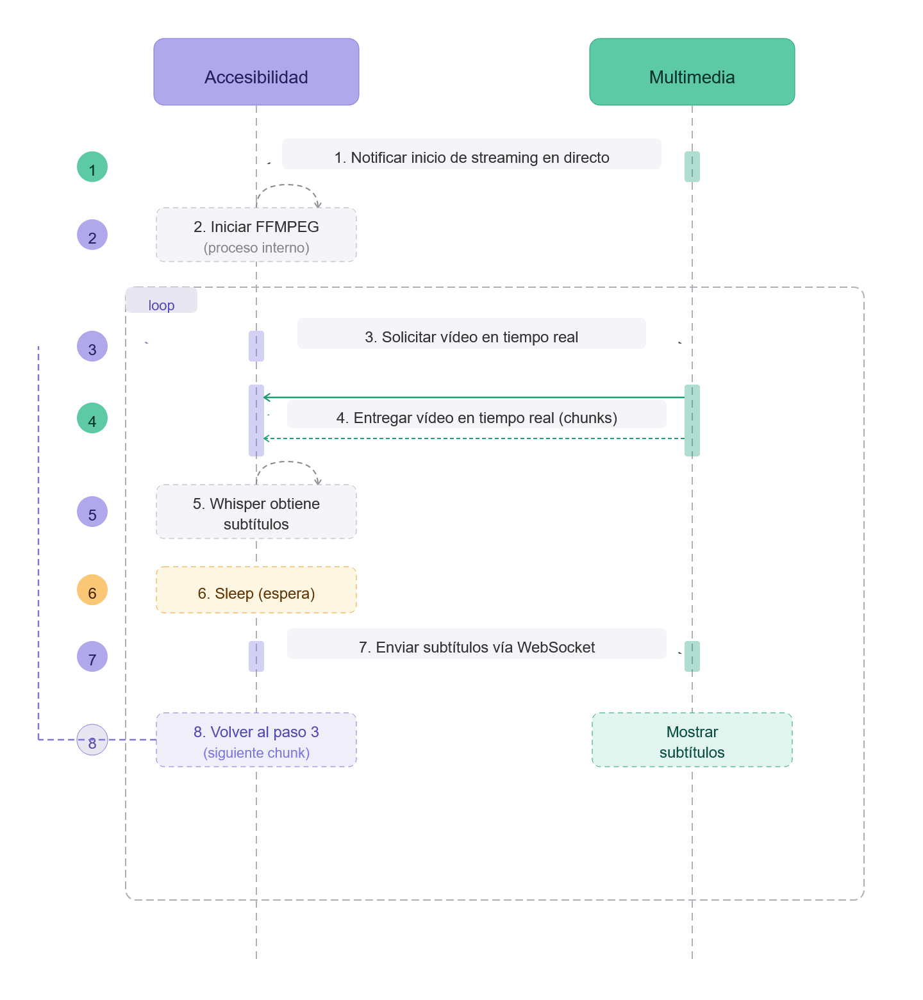 Accesibilidad
Multimedia
1
1. Notificar inicio de streaming en directo
2
2. Iniciar FFMPEG
(proceso interno)
loop
3
3. Solicitar vídeo en tiempo real
4
4. Entregar vídeo en tiempo real (chunks)
5
5. Whisper obtiene
subtítulos
6
6. Sleep (espera)
7
7. Enviar subtítulos vía WebSocket
8
8. Volver al paso 3
(siguiente chunk)
Mostrar
subtítulos